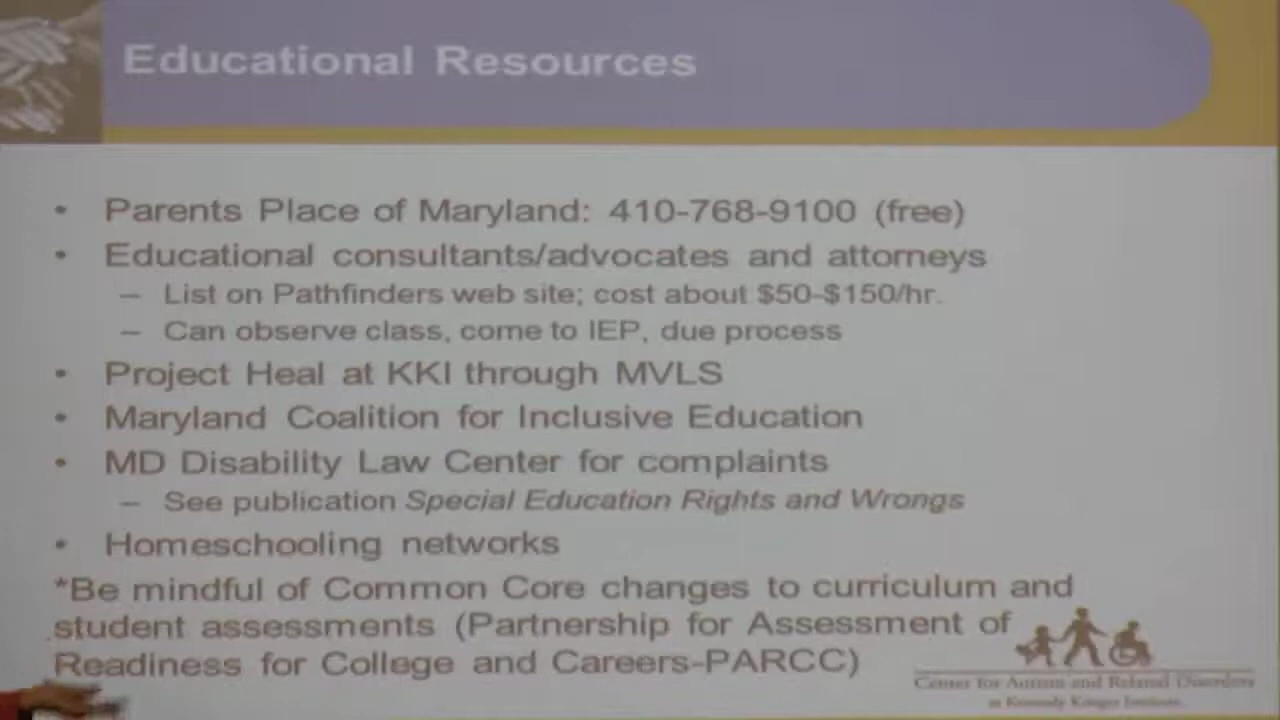 Educational Resources
• Parents Place of Maryland: 410-768-9100 (free)
• Educational consultants/advocates and attorneys
– List on Pathfinders web site; cost about $50-$150/hr.
– Can observe class, come to IEP, due process
• Project Heal at KKI through MVLS
• Maryland Coalition for Inclusive Education
• MD Disability Law Center for complaints
– See publication Special Education Rights and Wrongs
• Homeschooling networks
*Be mindful of Common Core changes to curriculum and
student assessments (Partnership for Assessment of
Readiness for College and Careers-PARCC)
Center for Autism and Related Disorders
at Kennedy Krieger Institute